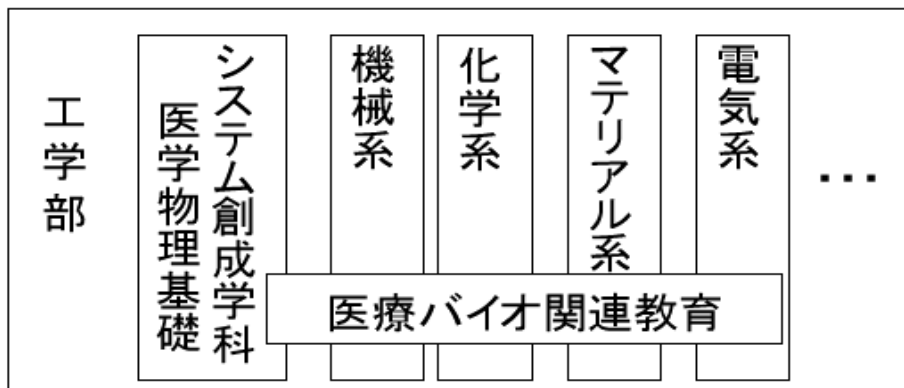 工学部
システム創成学科
医学物理基礎
機械系
化学系
マテリアル系
電気系
…
医療バイオ関連教育